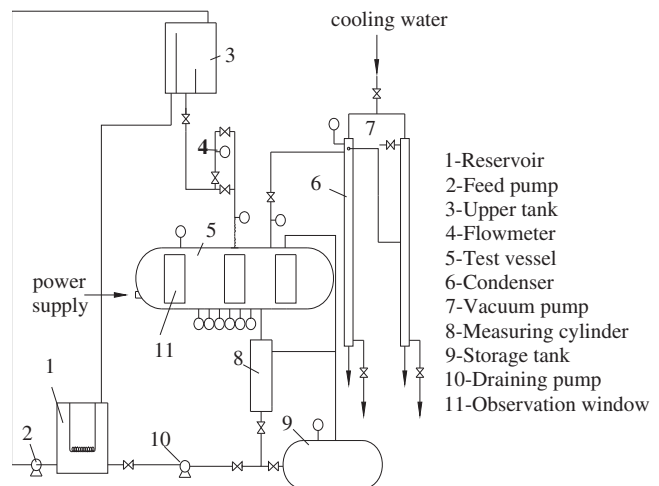 cooling water
3
7
4
6
5
power
supply
11
8
1
2
10
9
1-Reservoir
2-Feed pump
3-Upper tank
4-Flowmeter
5-Test vessel
6-Condenser
7-Vacuum pump
8-Measuring cylinder
9-Storage tank
10-Draining pump
11-Observation window